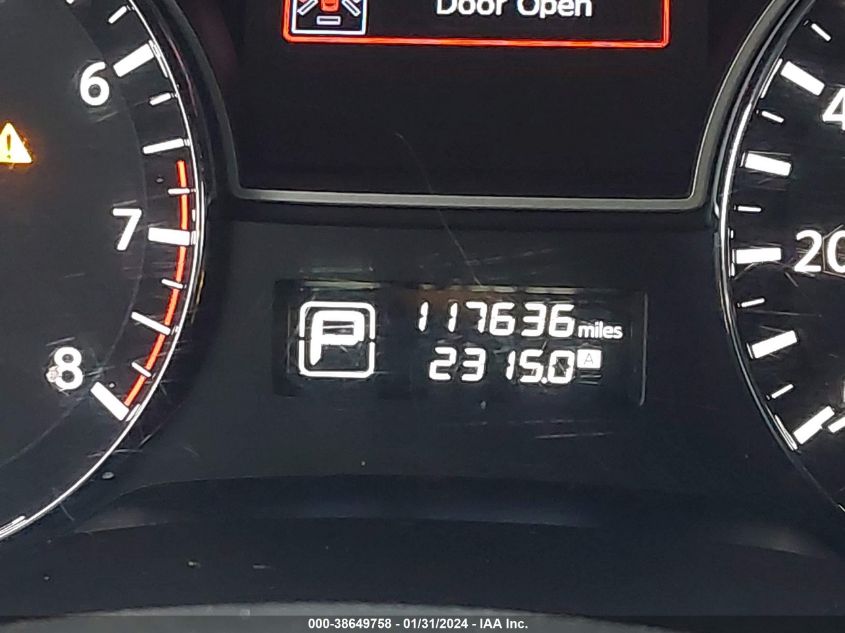 Door Open
6
4
7
20
P 117636 miles
2315.0 A
8
000-38649758 - 01/31/2024 - IAA Inc.